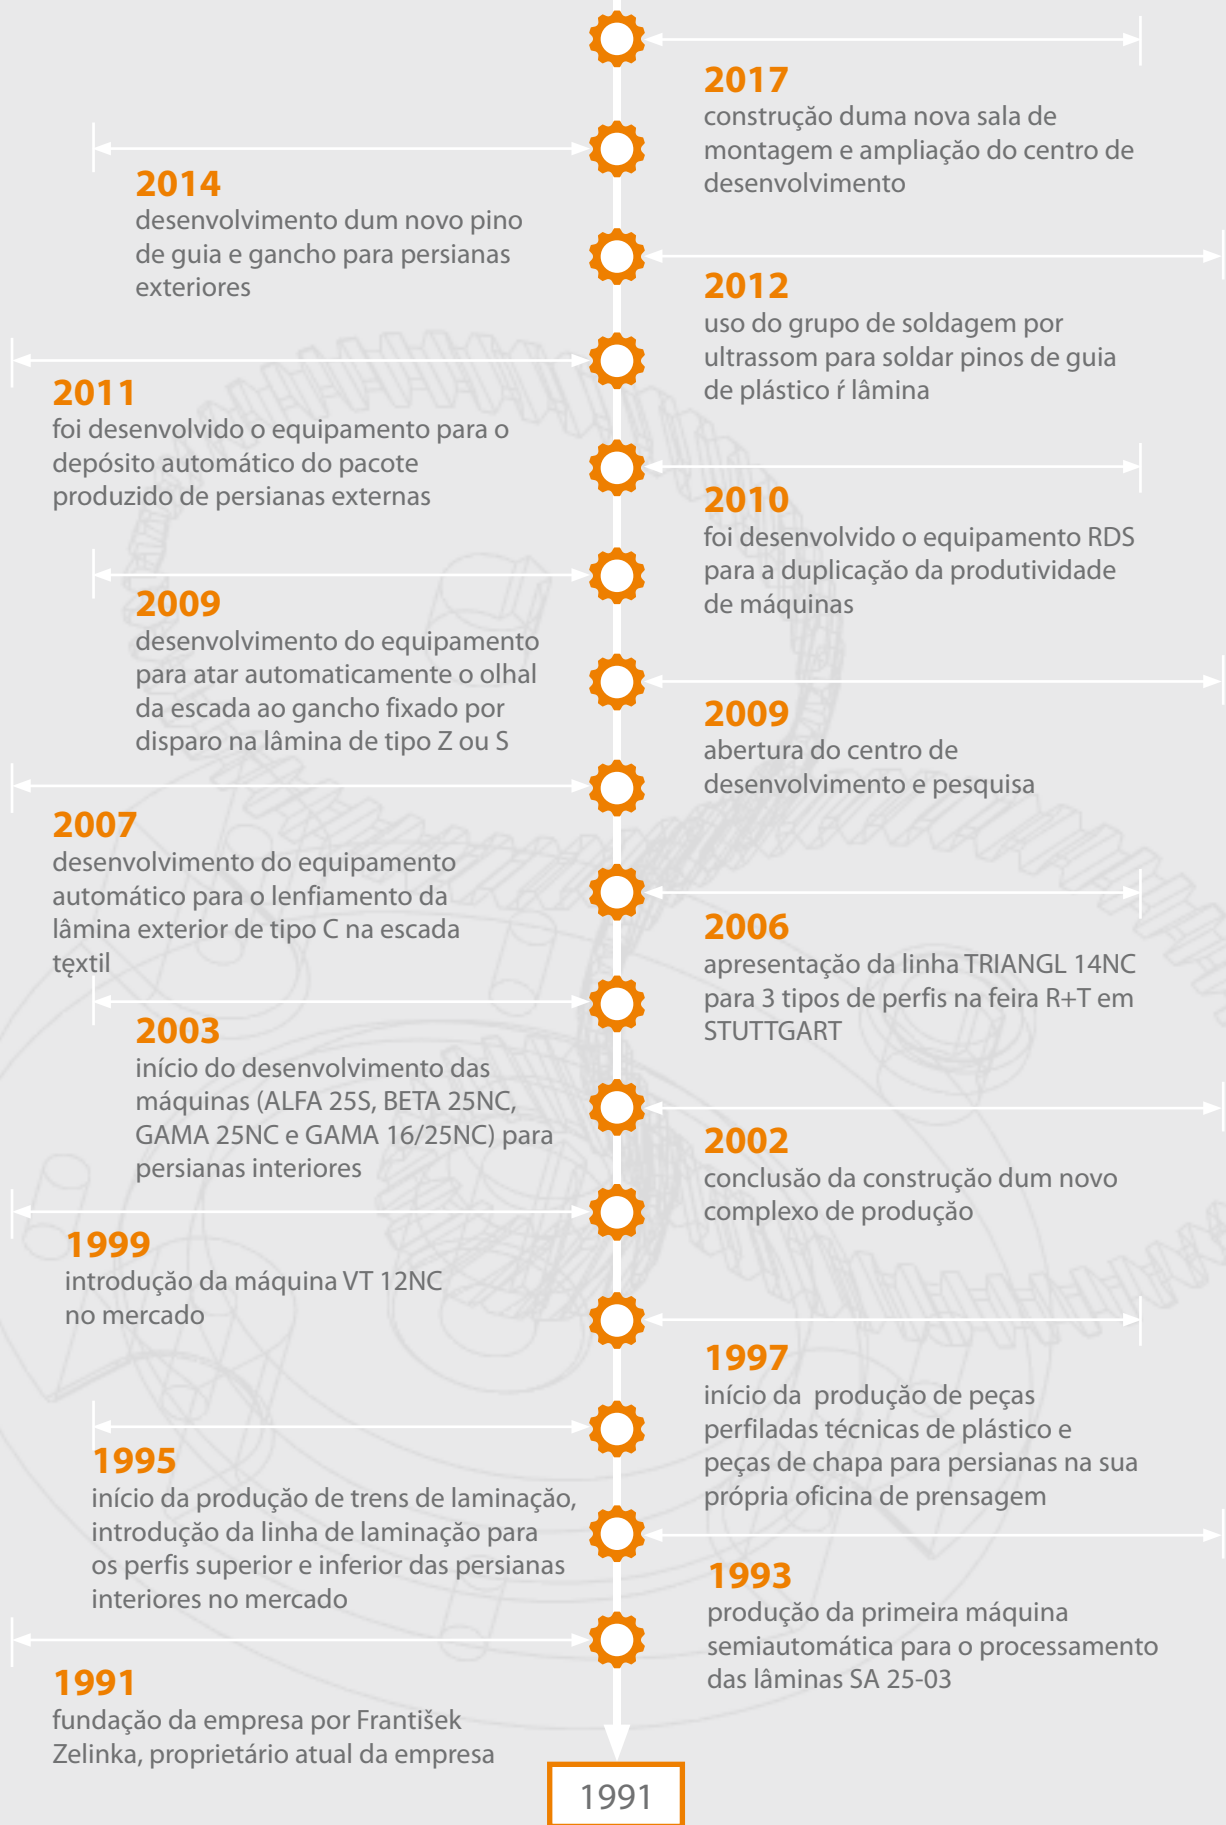 2017
construção duma nova sala de
montagem e ampliação do centro de
desenvolvimento
2014
desenvolvimento dum novo pino
de guia e gancho para persianas
exteriores
2012
uso do grupo de soldagem por
ultrassom para soldar pinos de guia
de plástico ŕ lâmina
2011
foi desenvolvido o equipamento para o
depósito automático do pacote
produzido de persianas externas
2010
foi desenvolvido o equipamento RDS
para a duplicação da produtividade
de máquinas
2009
desenvolvimento do equipamento
para atar automaticamente o olhal
da escada ao gancho fixado por
disparo na lâmina de tipo Z ou S
2009
abertura do centro de
desenvolvimento e pesquisa
2007
desenvolvimento do equipamento
automático para o lenfiamento da
lâmina exterior de tipo C na escada
tęxtil
2006
apresentação da linha TRIANGL 14NC
para 3 tipos de perfis na feira R+T em
STUTTGART
2003
início do desenvolvimento das
máquinas (ALFA 25S, BETA 25NC,
GAMA 25NC e GAMA 16/25NC) para
persianas interiores
2002
conclusão da construção dum novo
complexo de produção
1999
introdução da máquina VT 12NC
no mercado
1997
início da produção de peças
perfiladas técnicas de plástico e
peças de chapa para persianas na sua
própria oficina de prensagem
1995
início da produção de trens de laminação,
introdução da linha de laminação para
os perfis superior e inferior das persianas
interiores no mercado
1993
produção da primeira máquina
semiautomática para o processamento
das lâminas SA 25-03
1991
fundação da empresa por František
Zelinka, proprietário atual da empresa
1991